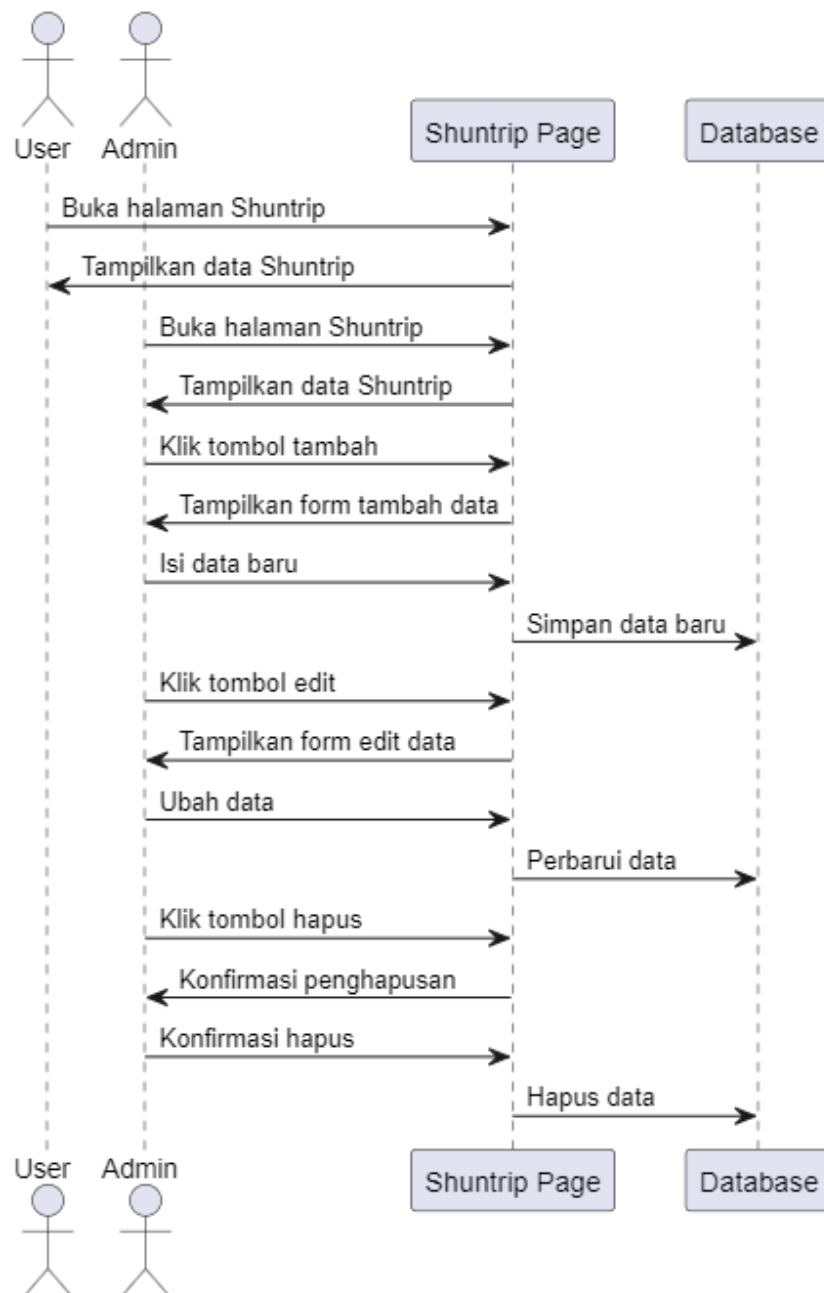 User Admin
Shuntrip Page
Database
Buka halaman Shuntrip
Tampilkan data Shuntrip
Buka halaman Shuntrip
Tampilkan data Shuntrip
Klik tombol tambah
Tampilkan form tambah data
Isi data baru
Simpan data baru
Klik tombol edit
Tampilkan form edit data
Ubah data
Perbarui data
Klik tombol hapus
Konfirmasi penghapusan
Konfirmasi hapus
Hapus data
User Admin
Shuntrip Page
Database